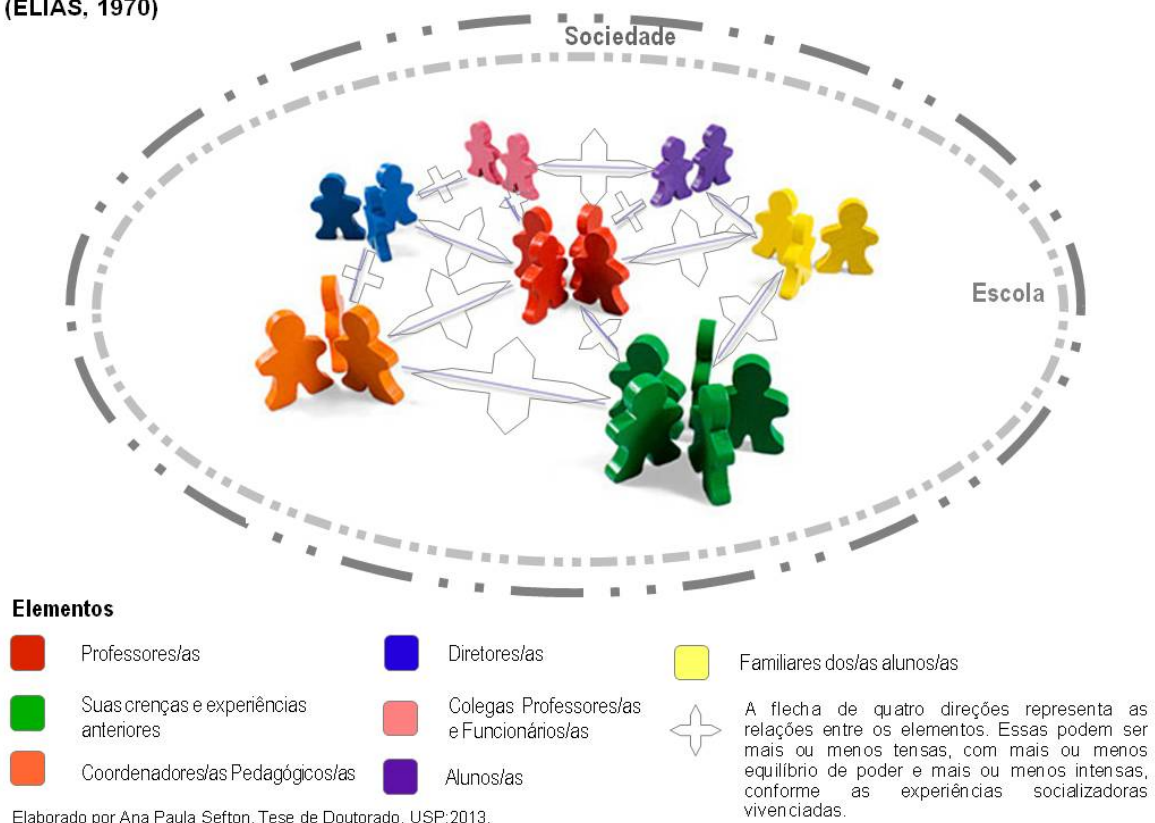 (ELIAS, 1970)
Sociedade
Escola
Elementos
Professores/as
Diretores/as
Familiares dos/as alunos/as
Suas crenças e experiências
anteriores
Colegas Professores/as
e Funcionários/as
A flecha de quatro direções representa as
relações entre os elementos. Essas podem ser
mais ou menos tensas, com mais ou menos
equilíbrio de poder e mais ou menos intensas,
conforme as experiências socializadoras
vivenciadas.
Coordenadores/as Pedagógicos/as
Alunos/as
Elaborado por Ana Paula Sefton. Tese de Doutorado. USP:2013.